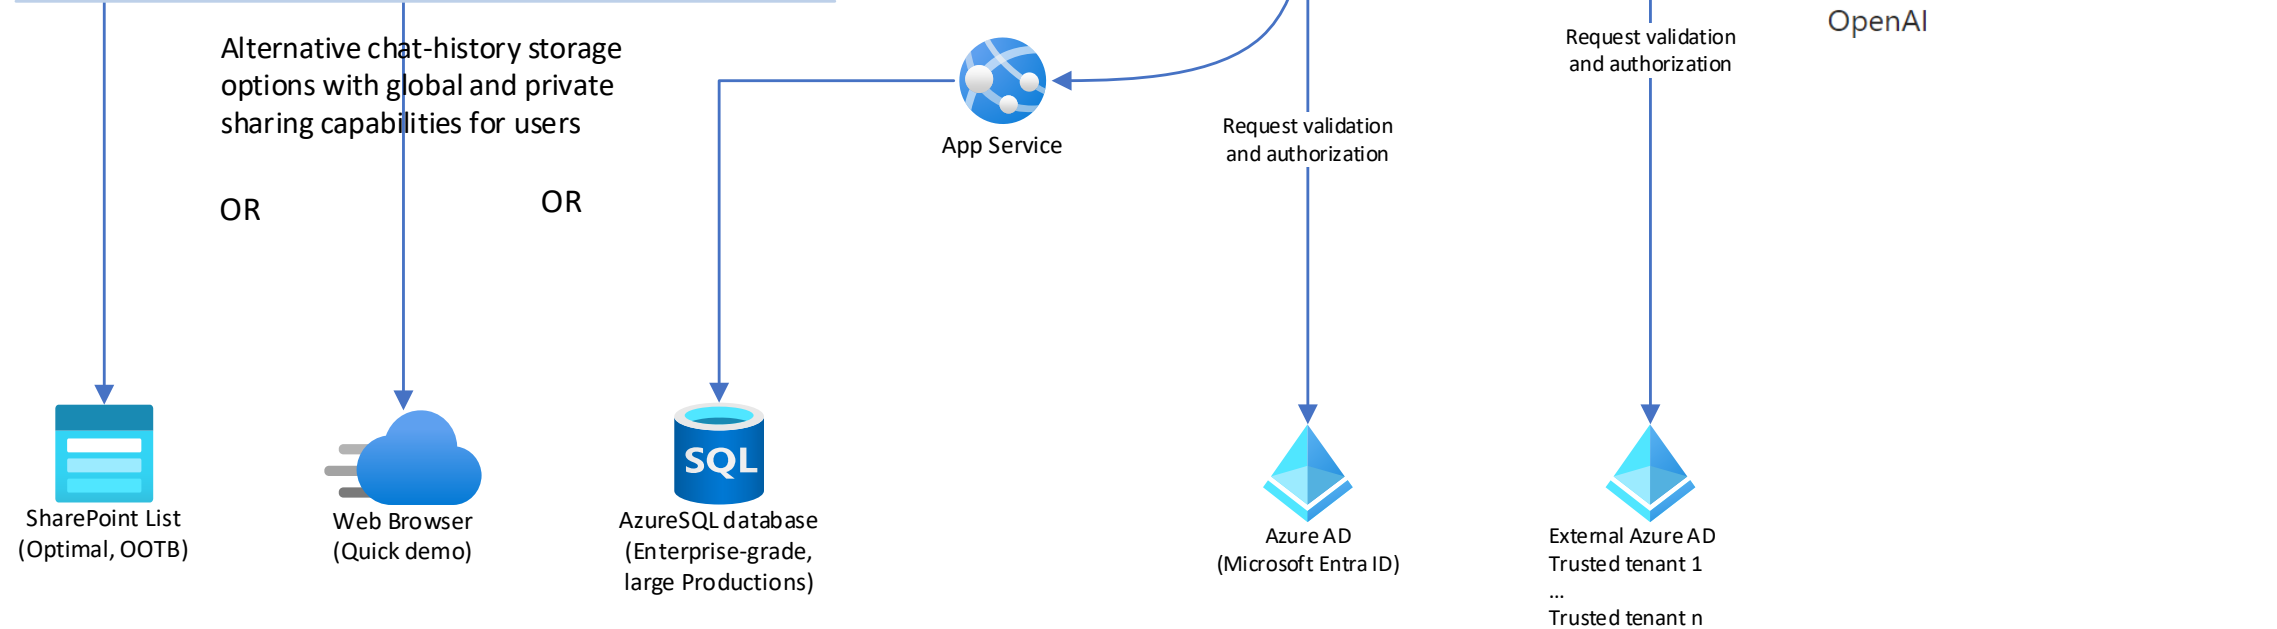 OpenAI
Request validation
and authorization
Alternative chat-history storage
options with global and private
sharing capabilities for users
App Service
Request validation
and authorization
OR
OR
SQL
SharePoint List
(Optimal, OOTB)
Web Browser
(Quick demo)
AzureSQL database
(Enterprise-grade,
large Productions)
Azure AD
(Microsoft Entra ID)
External Azure AD
Trusted tenant 1
...
Trusted tenant n